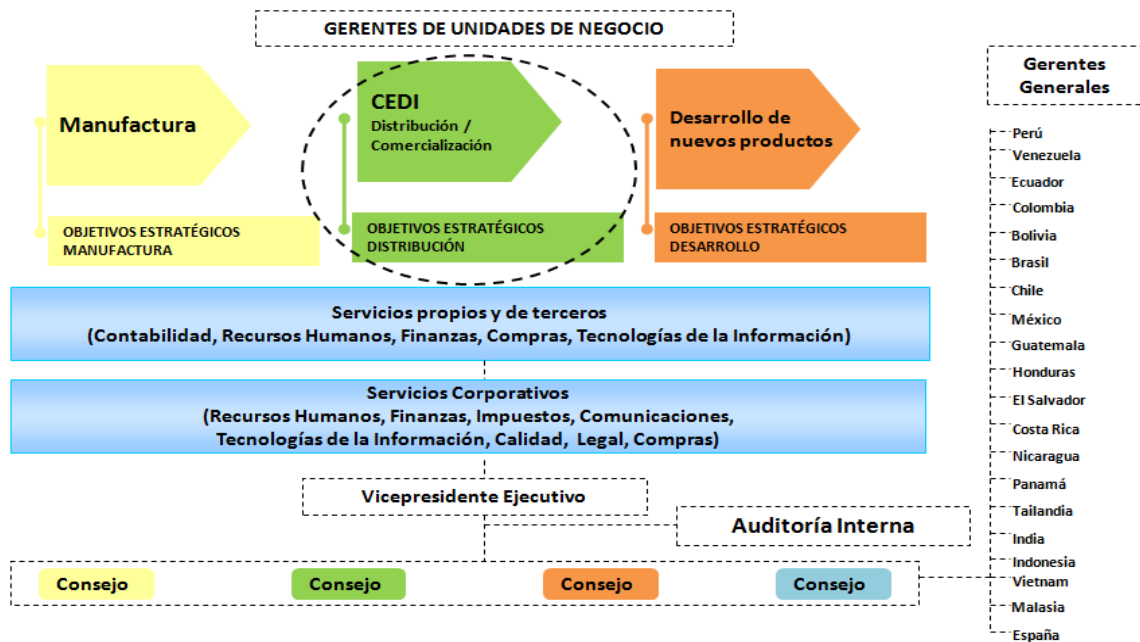 GERENTES DE UNIDADES DE NEGOCIO
Manufactura
CEDI
Distribución /
Comercialización
Desarrollo de
nuevos productos
OBJETIVOS ESTRATÉGICOS
MANUFACTURA
OBJETIVOS ESTRATÉGICOS
DISTRIBUCIÓN
OBJETIVOS ESTRATÉGICOS
DESARROLLO
Servicios propios y de terceros
(Contabilidad, Recursos Humanos, Finanzas, Compras, Tecnologías de la Información)
Servicios Corporativos
(Recursos Humanos, Finanzas, Impuestos, Comunicaciones,
Tecnologías de la Información, Calidad, Legal, Compras)
Vicepresidente Ejecutivo
Auditoría Interna
Consejo
Consejo
Consejo
Consejo
Gerentes
Generales
Perú
Venezuela
Ecuador
Colombia
Bolivia
Brasil
Chile
México
Guatemala
Honduras
El Salvador
Costa Rica
Nicaragua
Panamá
Tailandia
India
Indonesia
Vietnam
Malasia
España